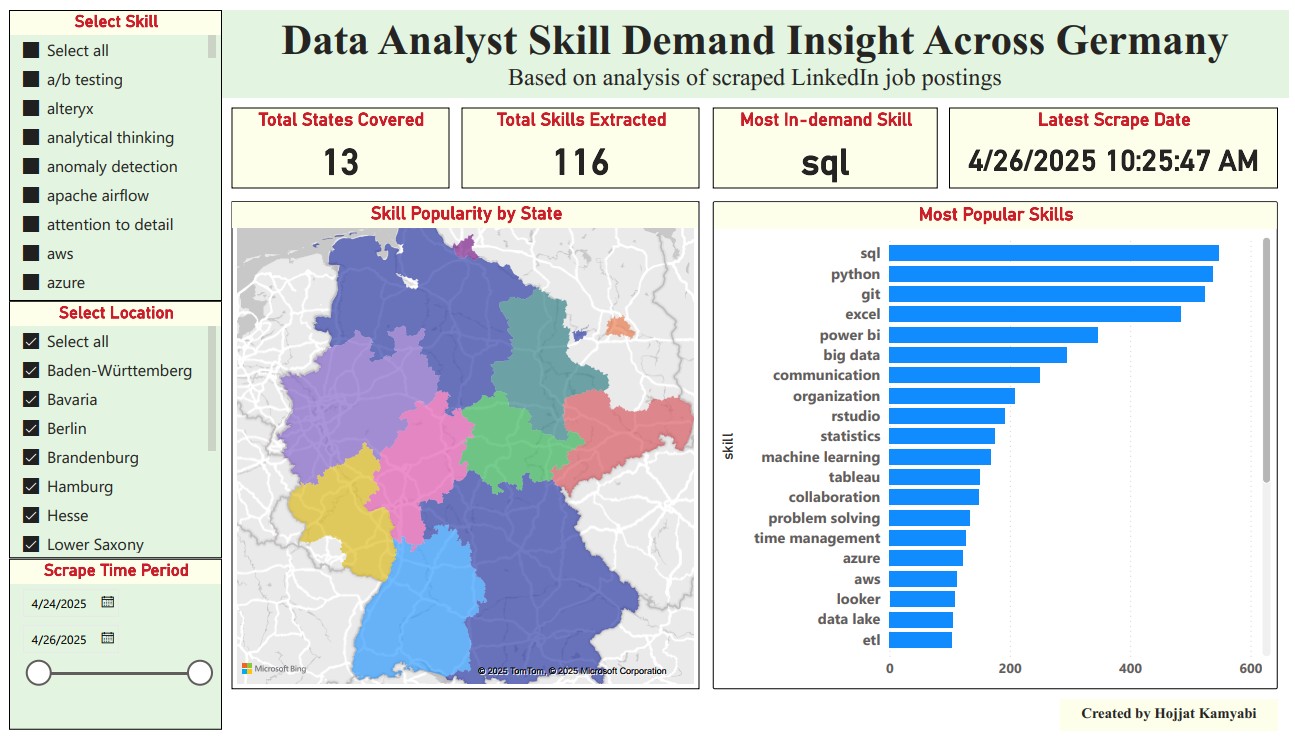 Select Skill
Select all
a/b testing
alteryx
analytical thinking
anomaly detection
apache airflow
attention to detail
aws
azure
Select Location
Select all
Baden-Württemberg
Bavaria
Berlin
Brandenburg
Hamburg
Hesse
Lower Saxony
Scrape Time Period
4/24/2025
4/26/2025
Data Analyst Skill Demand Insight Across Germany
Based on analysis of scraped LinkedIn job postings
Total States Covered
13
Total Skills Extracted
116
Most In-demand Skill
sql
Latest Scrape Date
4/26/2025 10:25:47 AM
Skill Popularity by State
Microsoft Bing
© 2025 TomTom, © 2025 Microsoft Corporation
Most Popular Skills
skill
sql
python
git
excel
power bi
big data
communication
organization
rstudio
statistics
machine learning
tableau
collaboration
problem solving
time management
azure
aws
looker
data lake
etl
0 200 400 600
Created by Hojjat Kamyabi